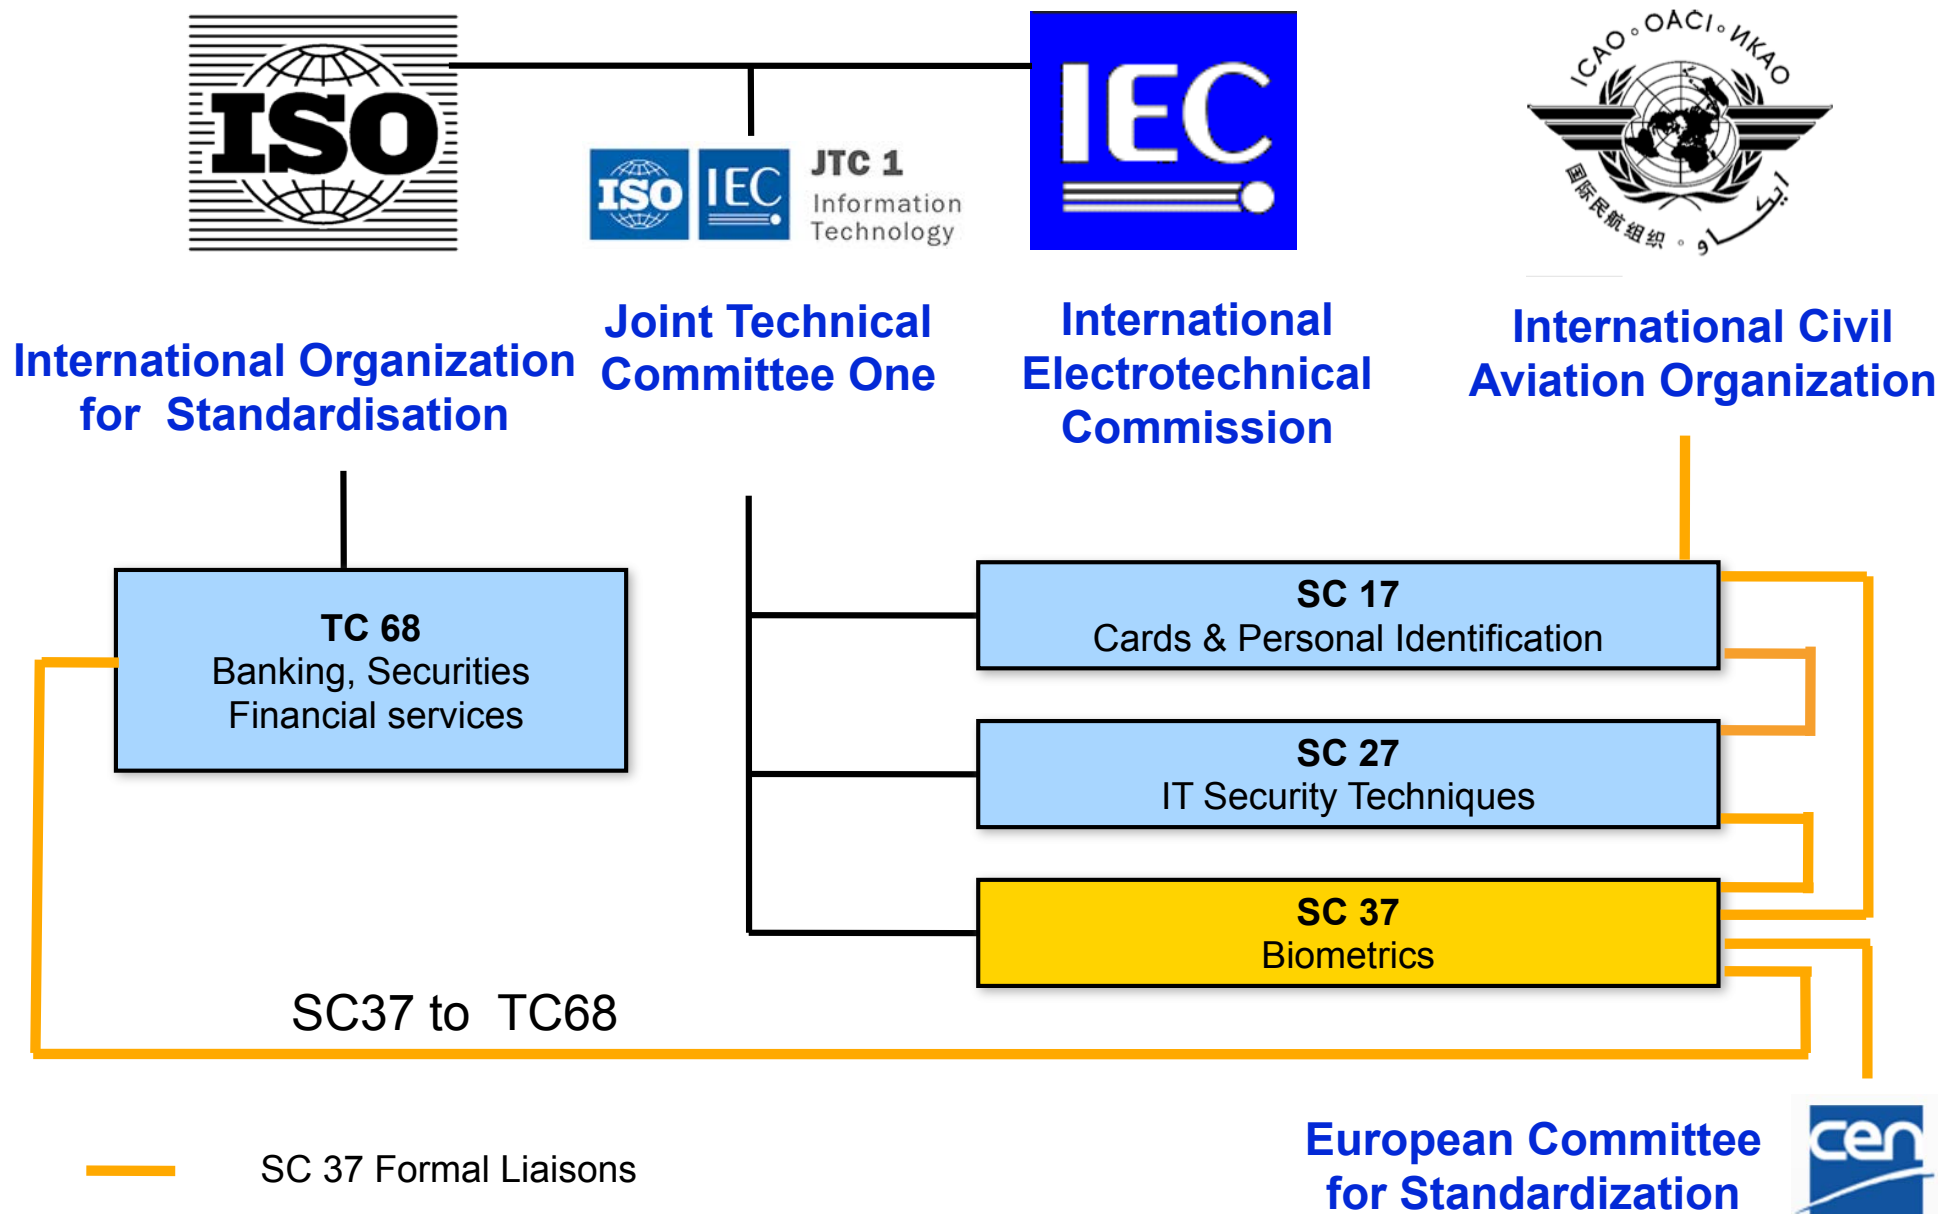 ISO
ISO
IEC
JTC 1
Information
Technology
IEC
ICAO ◦ OACI ◦ ИКАО
国际民航组织 ◦ ايكاو
International Organization
for Standardisation
Joint Technical
Committee One
International
Electrotechnical
Commission
International Civil
Aviation Organization
TC 68
Banking, Securities
Financial services
SC 17
Cards & Personal Identification
SC 27
IT Security Techniques
SC 37
Biometrics
SC37 to TC68
SC 37 Formal Liaisons
European Committee
for Standardization
cen